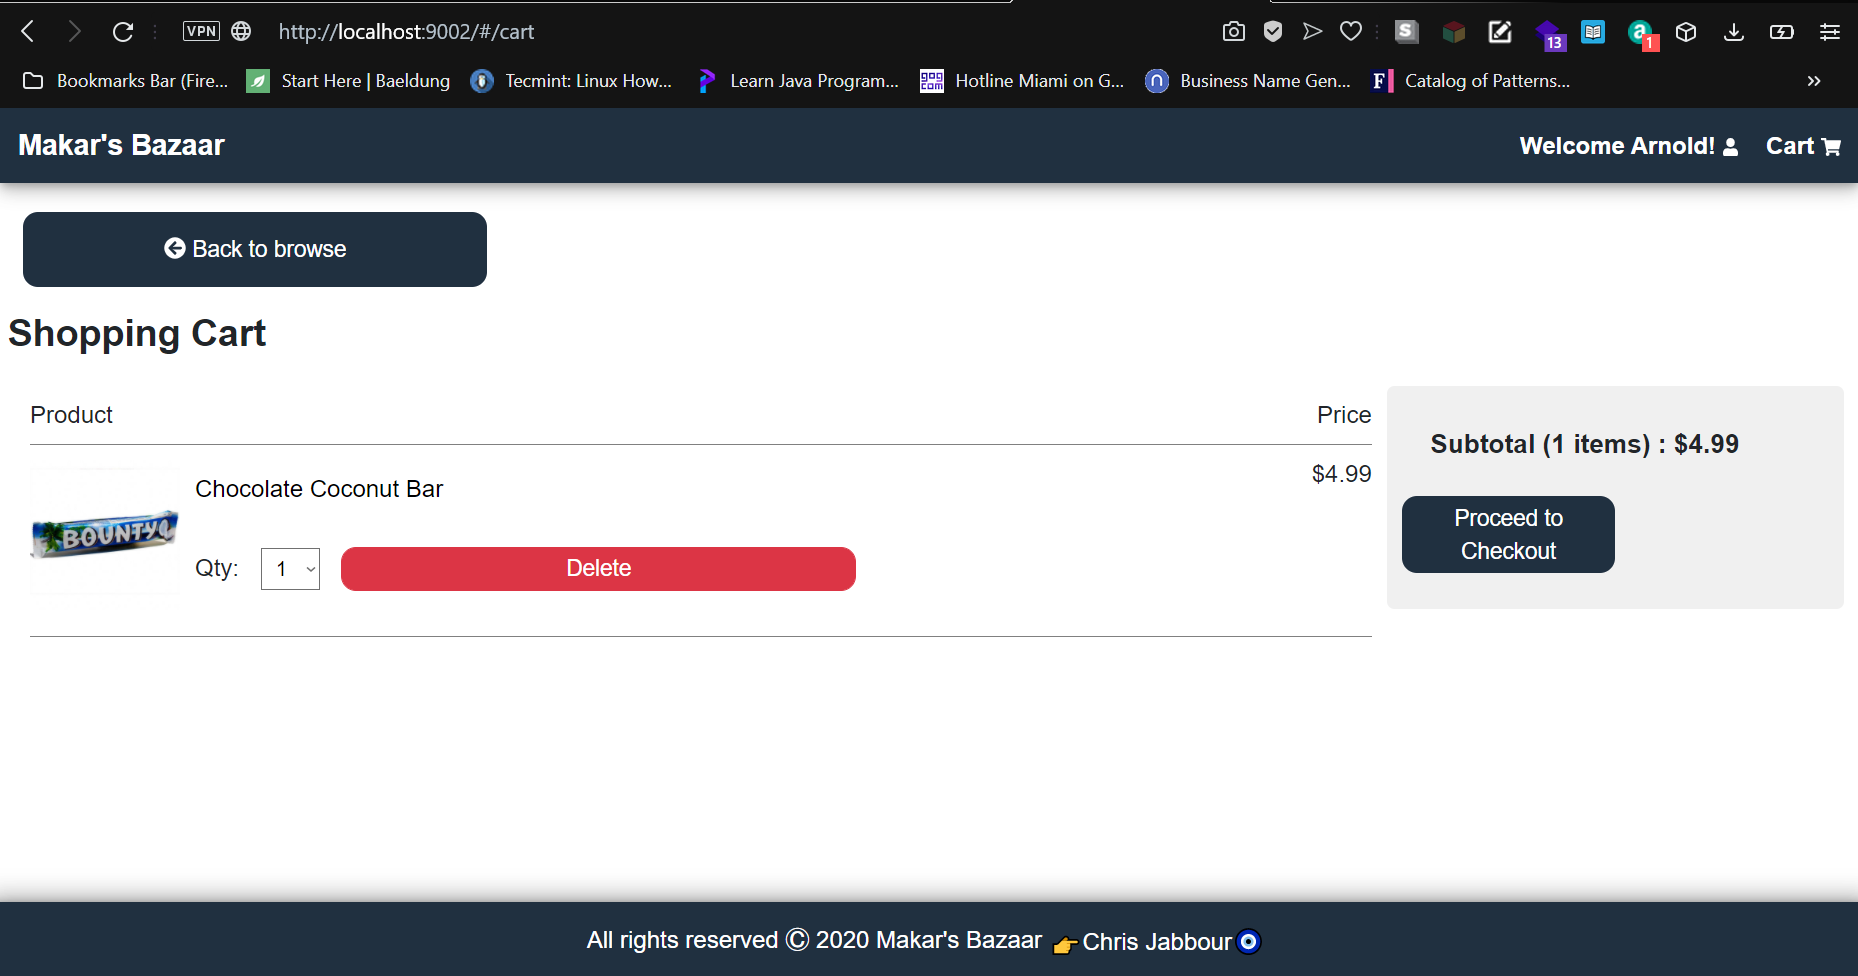 VPN http://localhost:9002/#/cart S 13 a 1
Bookmarks Bar (Fire... Start Here | Baeldung Tecmint: Linux How... Learn Java Program... GOG COM Hotline Miami on G... n Business Name Gen... F Catalog of Patterns... »
Makar's Bazaar Welcome Arnold! Cart
Back to browse
Shopping Cart
Product Price
Subtotal (1 items) : $4.99
$4.99
Chocolate Coconut Bar
BOUNTY
Proceed to
Checkout
Qty: 1 Delete
All rights reserved Ⓒ 2020 Makar's Bazaar 👉Chris Jabbour🧿